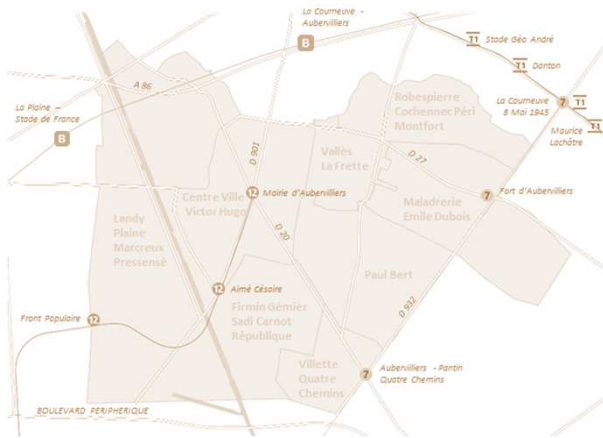 La Courneuve -
Aubervilliers
B
T1 Stade Géo André
T1 Danton
A 86
La Plaine –
Stade de France
B
Robespierre
Cochennec Péri
Montfort
La Courneuve
8 Mai 1945
7
T1
Maurice
Lachâtre
T1
D 901
Vallès
La Frette
D 27
Centre Ville
Victor Hugo
12 Mairie d'Aubervilliers
Maladrerie
Emile Dubois
7 Fort d'Aubervilliers
Landy
Plaine
Marcreux
Pressensé
D 20
Paul Bert
12 Aimé Césaire
D 932
Front Populaire 12
Firmin Gémier
Sadi Carnot
République
Villette
Quatre
Chemins
7
Aubervilliers - Pantin
Quatre Chemins
BOULEVARD PERIPHERIQUE